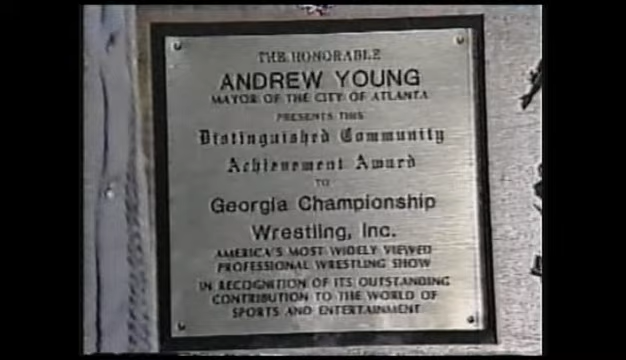 THE HONORABLE
ANDREW YOUNG
MAYOR OF THE CITY OF ATLANTA
PRESENTS THIS
Distinguished Community
Achievement Award
TO
Georgia Championship
Wrestling, Inc.
AMERICA'S MOST WIDELY VIEWED
PROFESSIONAL WRESTLING SHOW
IN RECOGNITION OF ITS OUTSTANDING
CONTRIBUTION TO THE WORLD OF
SPORTS AND ENTERTAINMENT